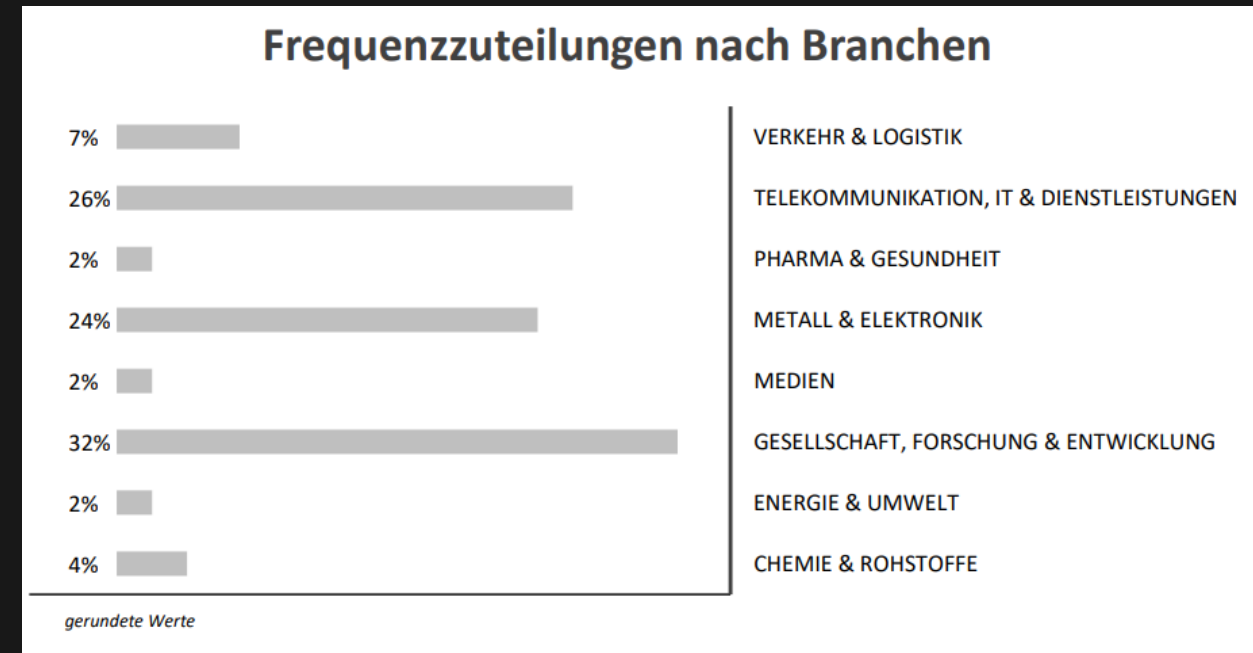 Frequenzzuteilungen nach Branchen
7% VERKEHR & LOGISTIK
26% TELEKOMMUNIKATION, IT & DIENSTLEISTUNGEN
2% PHARMA & GESUNDHEIT
24% METALL & ELEKTRONIK
2% MEDIEN
32% GESELLSCHAFT, FORSCHUNG & ENTWICKLUNG
2% ENERGIE & UMWELT
4% CHEMIE & ROHSTOFFE
gerundete Werte